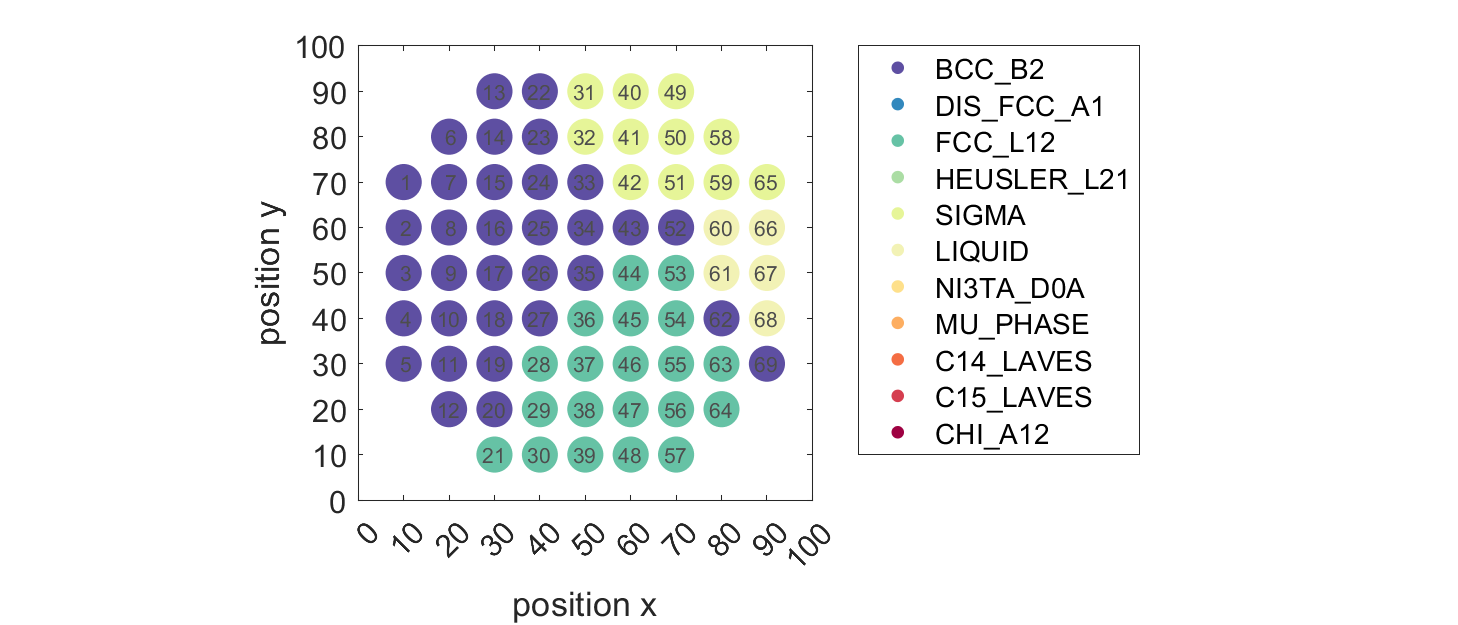 100
90
80
70
60
50
40
30
20
10
0
position y
13 22 31 40 49
6 14 23 32 41 50 58
1 7 15 24 33 42 51 59 65
2 8 16 25 34 43 52 60 66
3 9 17 26 35 44 53 61 67
4 10 18 27 36 45 54 62 68
5 11 19 28 37 46 55 63 69
12 20 29 38 47 56 64
21 30 39 48 57
0 10 20 30 40 50 60 70 80 90 100
position x
BCC_B2
DIS_FCC_A1
FCC_L12
HEUSLER_L21
SIGMA
LIQUID
NI3TA_D0A
MU_PHASE
C14_LAVES
C15_LAVES
CHI_A12